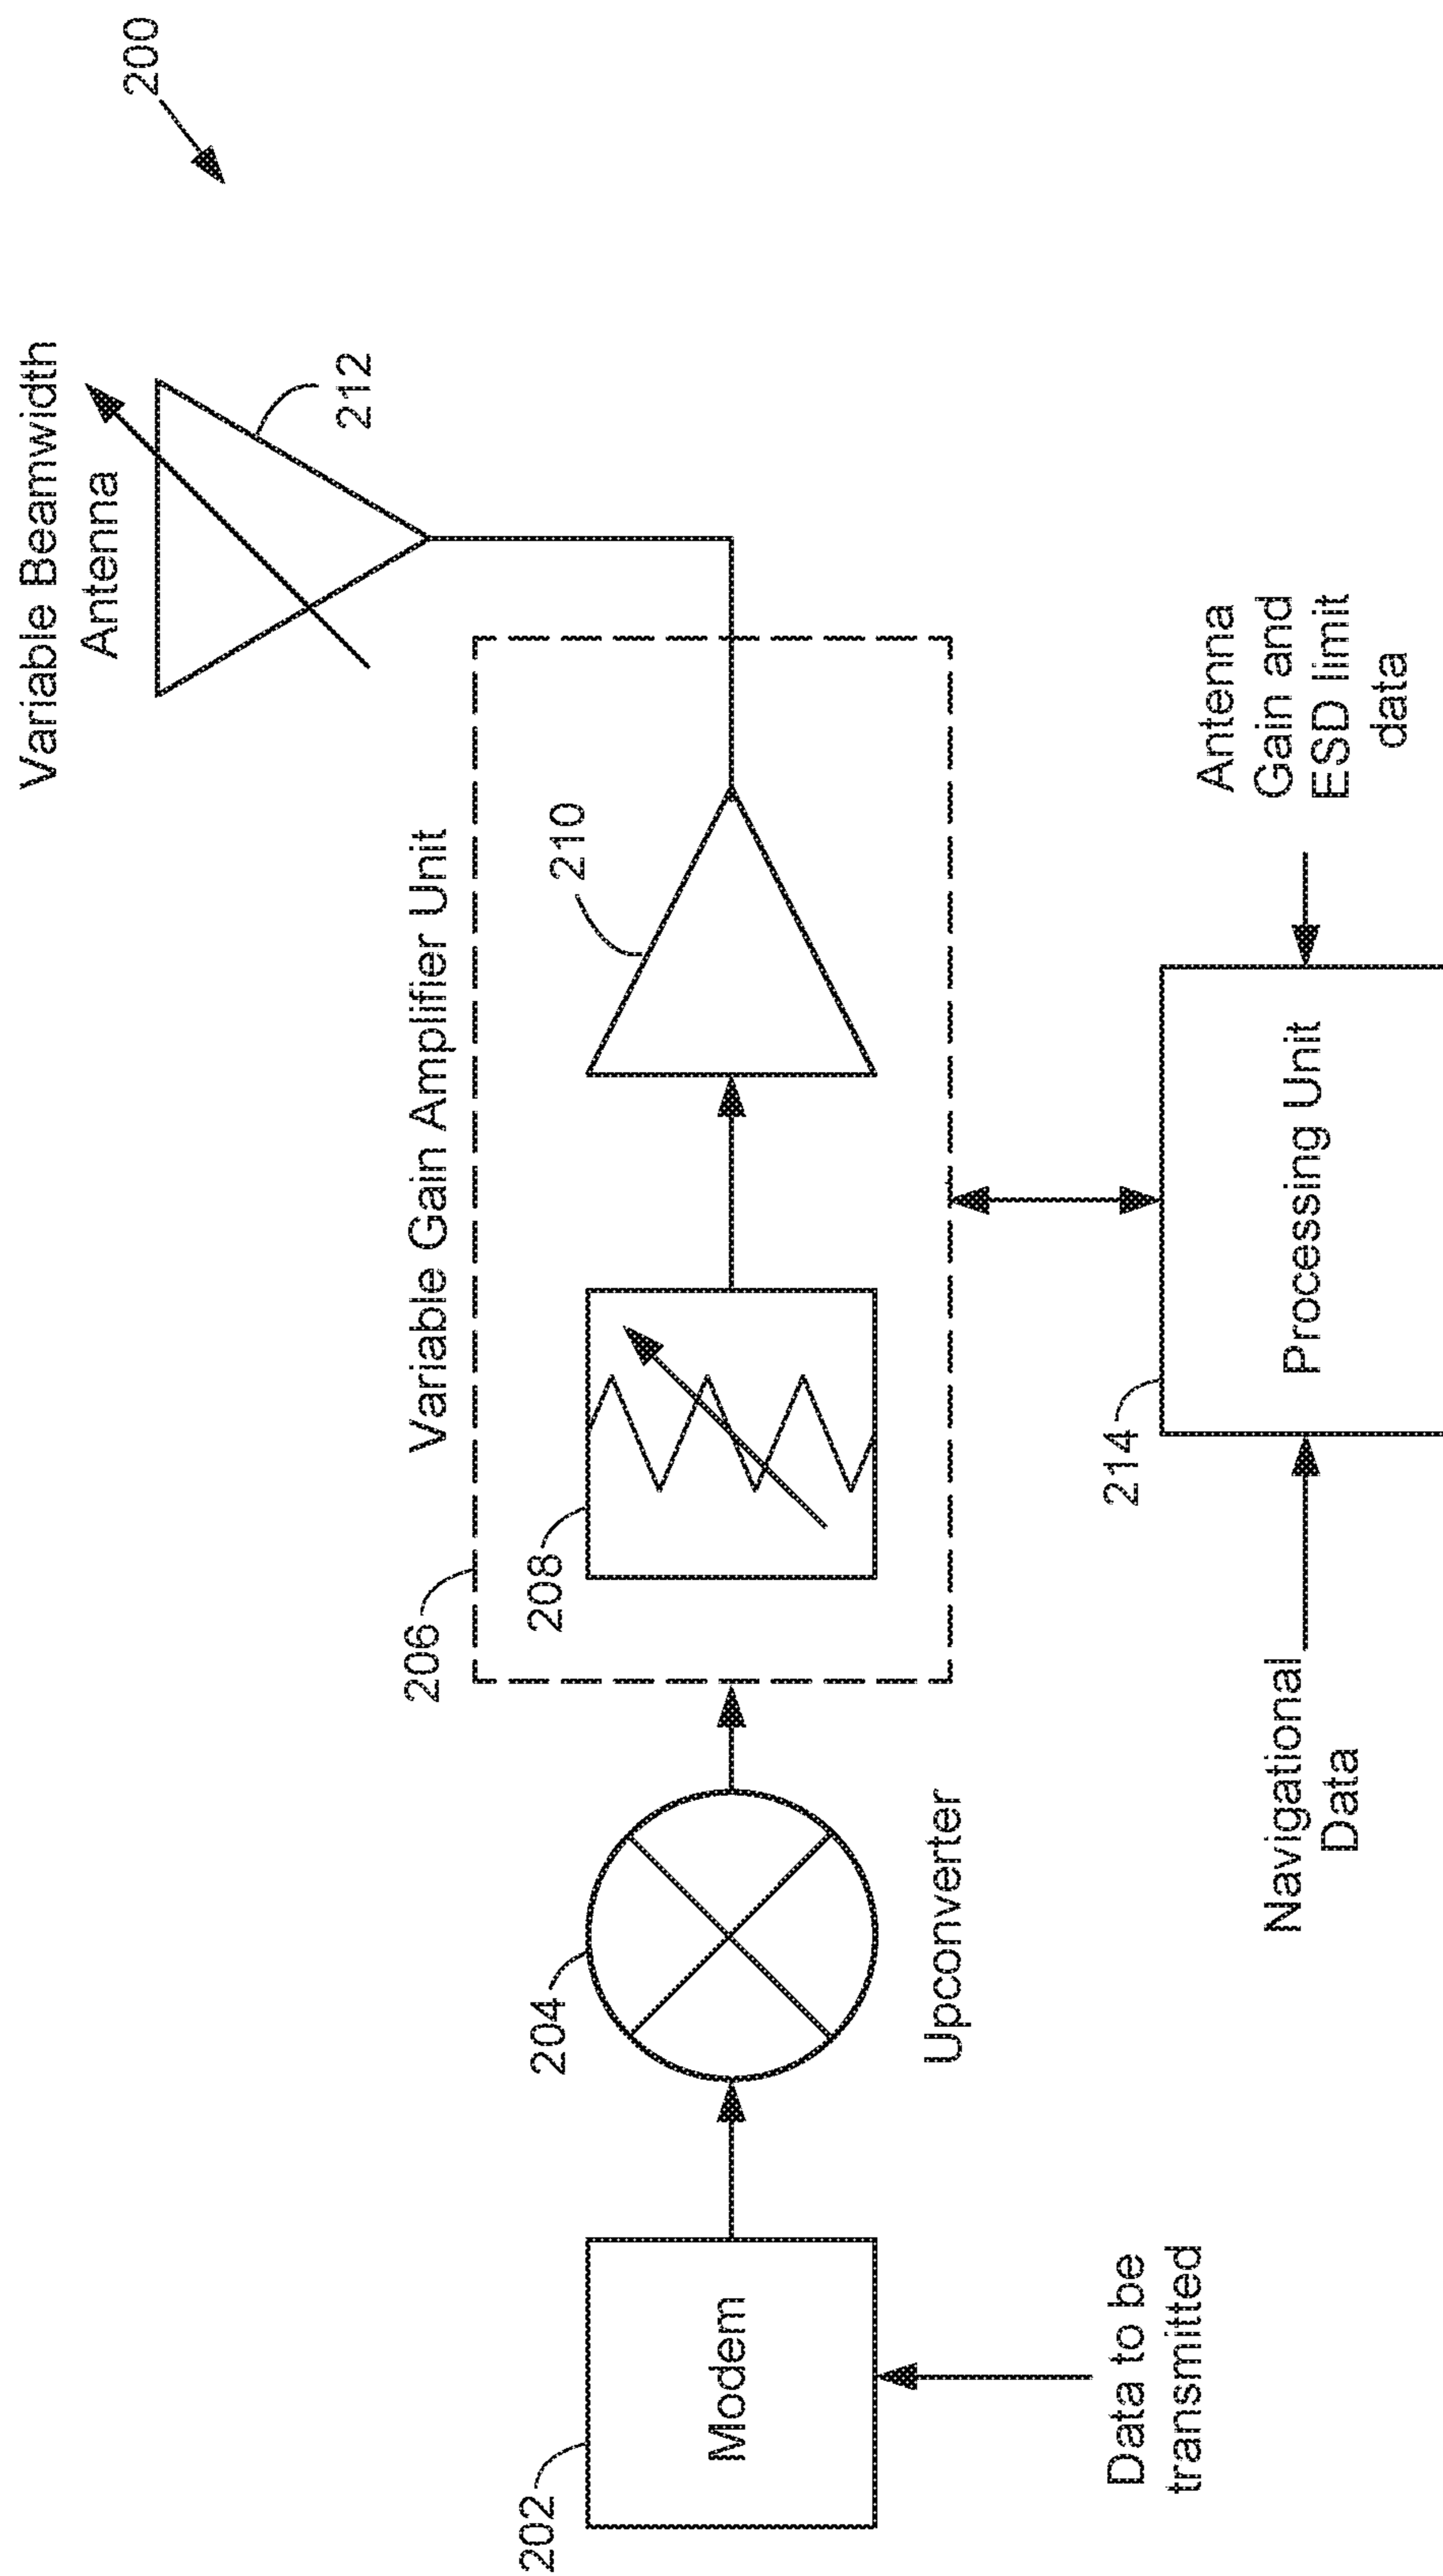 200
Variable Beamwidth
Antenna
212
Variable Gain Amplifier Unit
206
208
210
204
Upconverter
202
Modem
Data to be
transmitted
214
Processing Unit
Navigational
Data
Antenna
Gain and
ESD limit
data